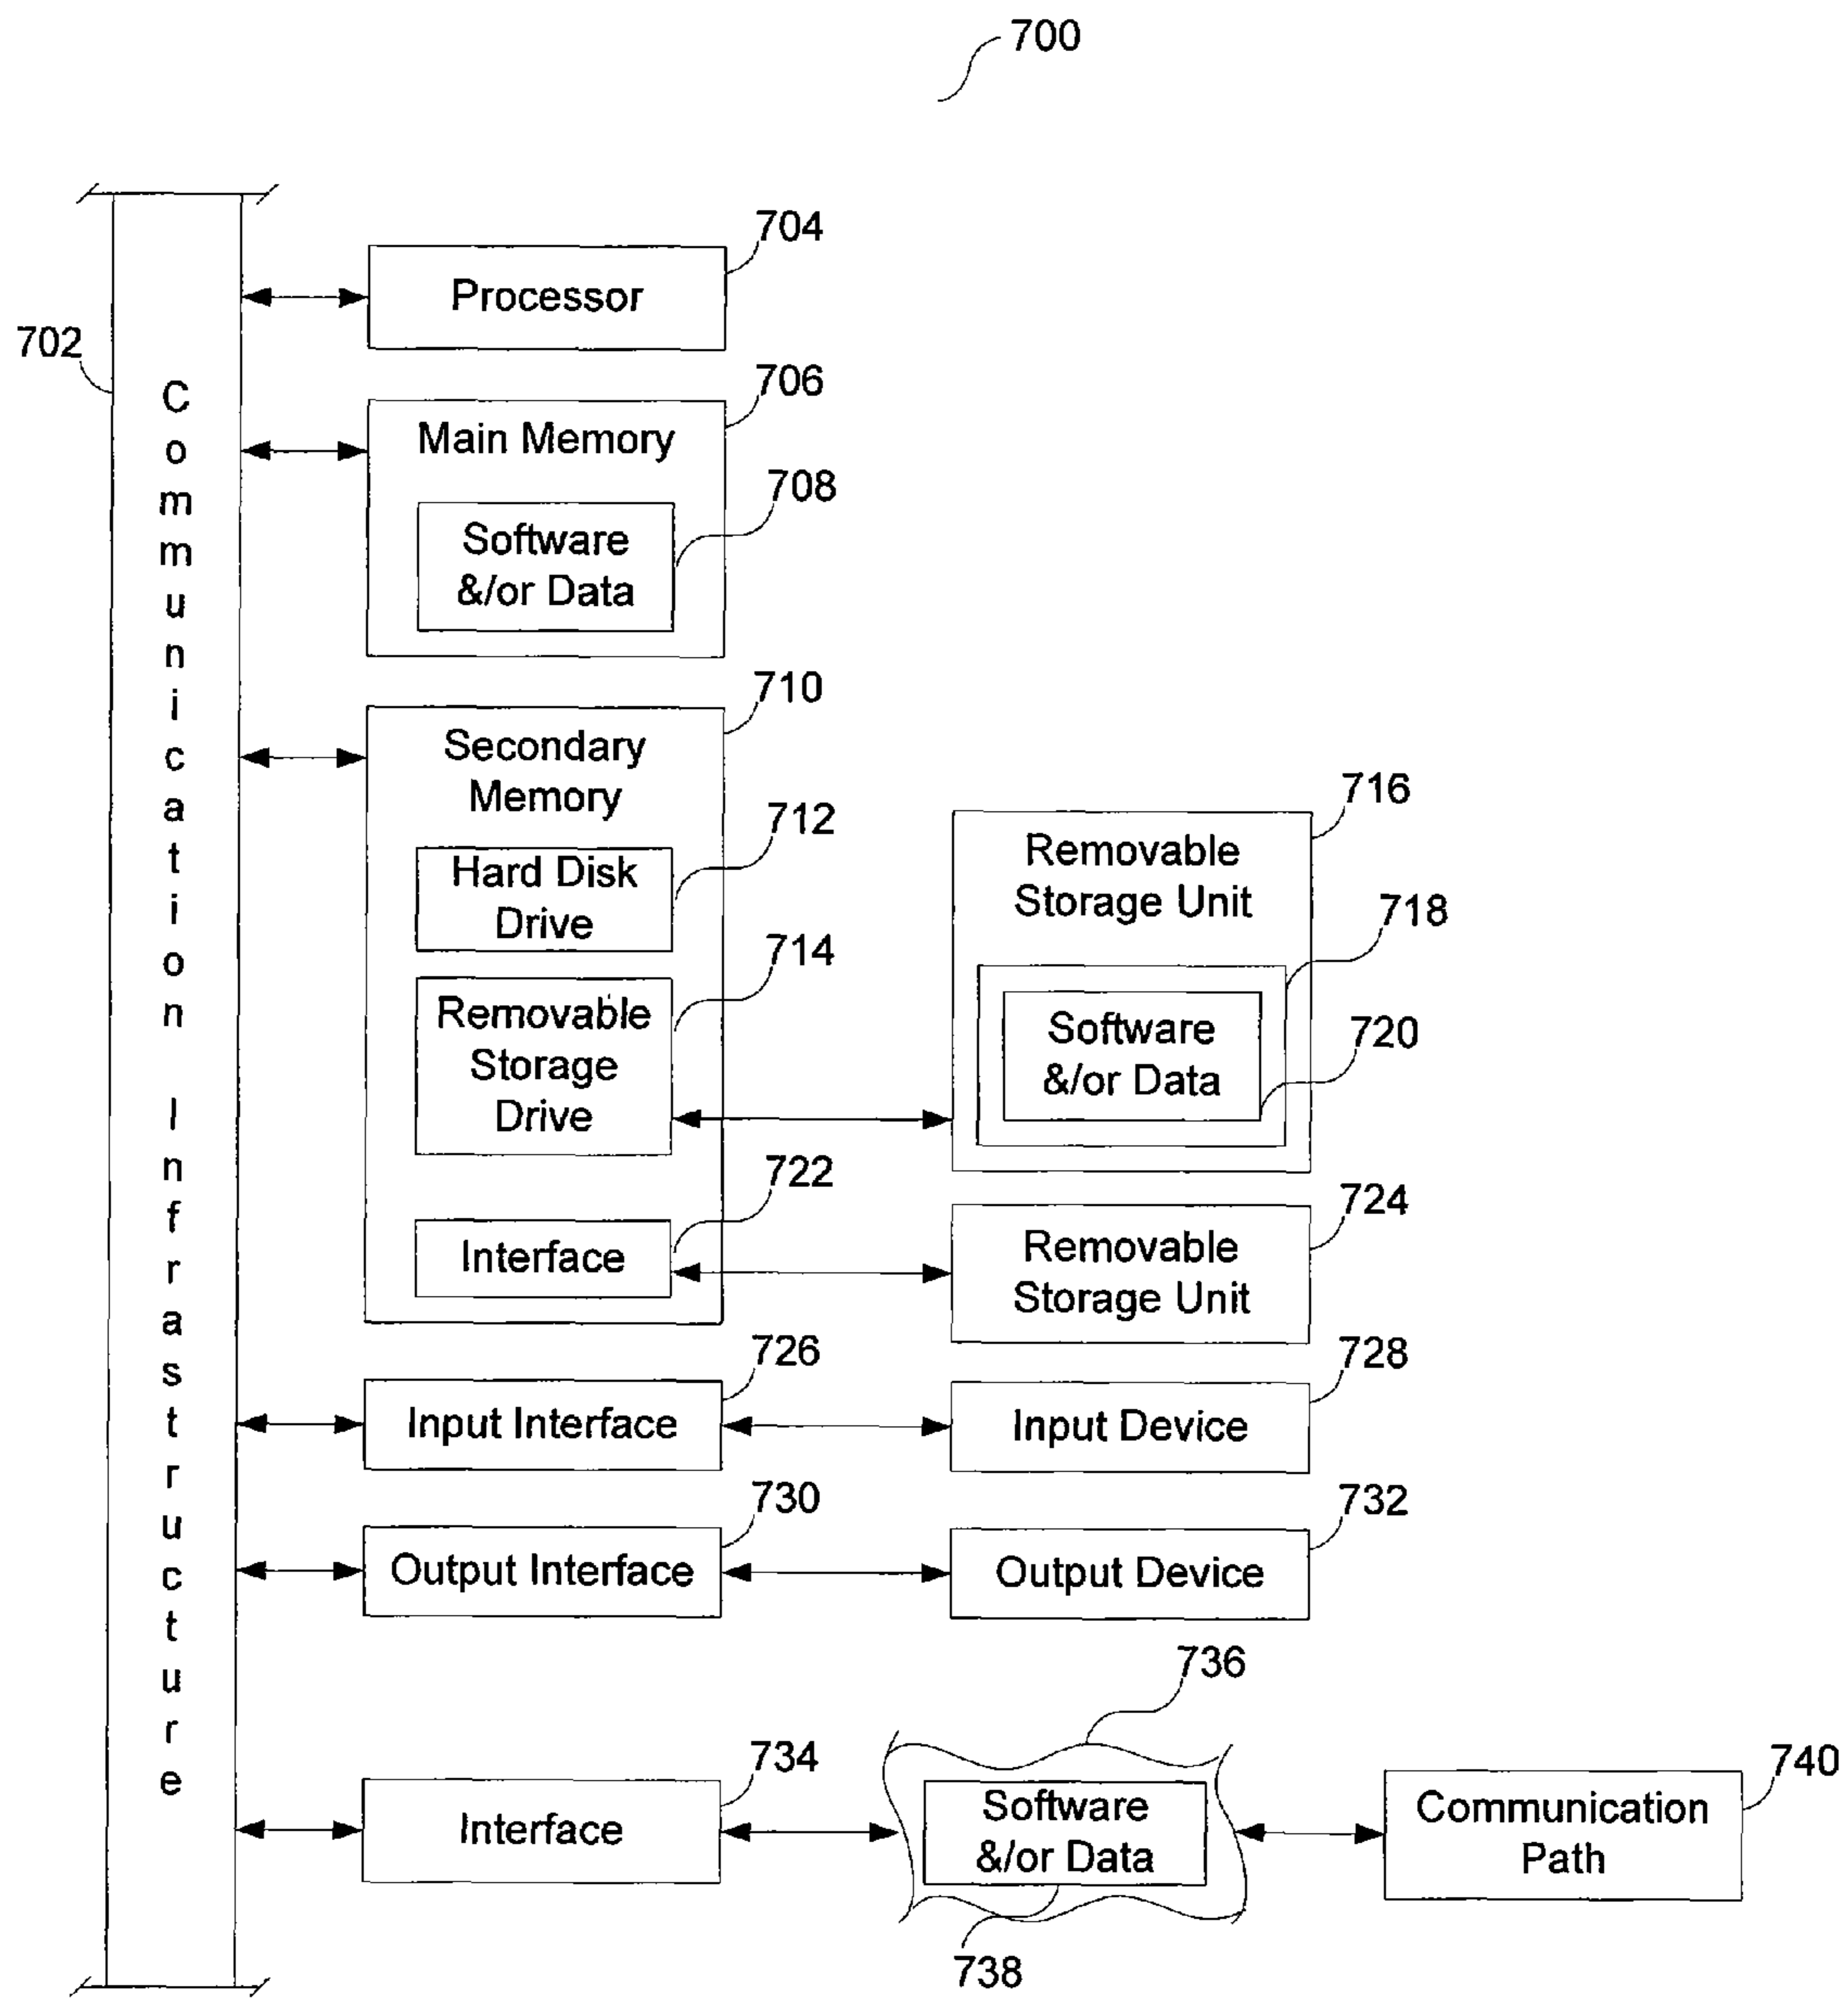 700
704
Processor
702
Communication Infrastructure
706
Main Memory
708
Software
&/or Data
710
Secondary
Memory
712
Hard Disk
Drive
714
Removable
Storage
Drive
716
Removable
Storage Unit
718
Software
&/or Data
720
722
Interface
724
Removable
Storage Unit
726
Input Interface
728
Input Device
730
Output Interface
732
Output Device
734
Interface
736
Software
&/or Data
738
740
Communication
Path